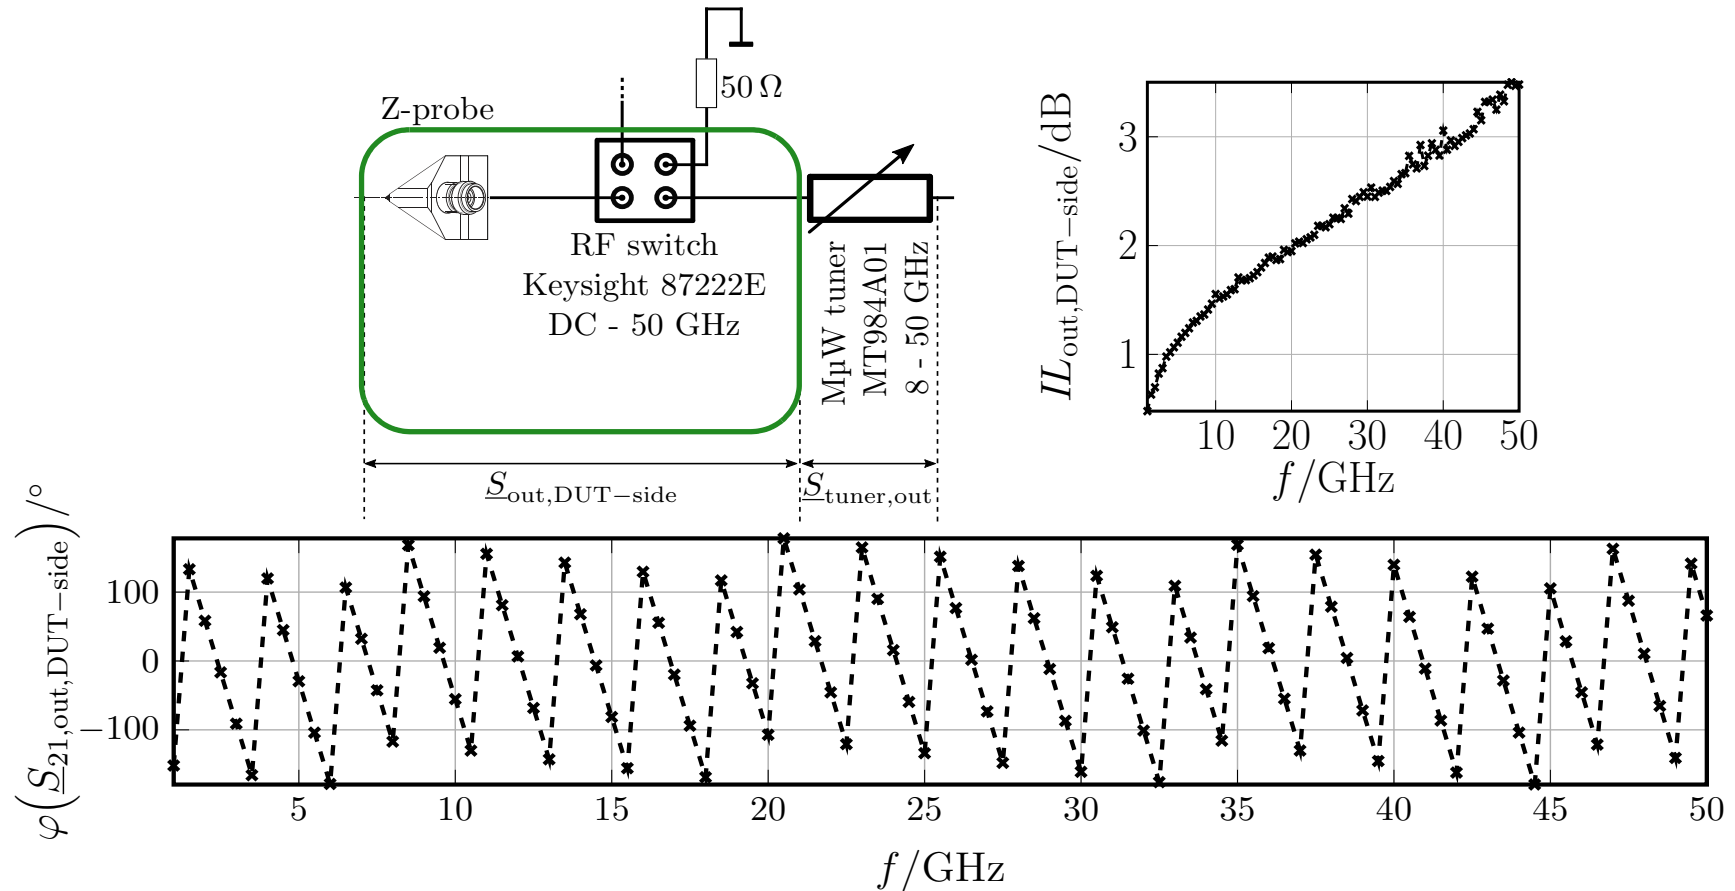 Z-probe
50 Ω
RF switch
Keysight 87222E
DC - 50 GHz
MµW tuner
MT984A01
8 - 50 GHz
S_out,DUT−side
S_tuner,out
IL_out,DUT−side/dB
3
2
1
10 20 30 40 50
f/GHz
φ(S_21,out,DUT−side)/°
100
0
−100
5 10 15 20 25 30 35 40 45 50
f/GHz